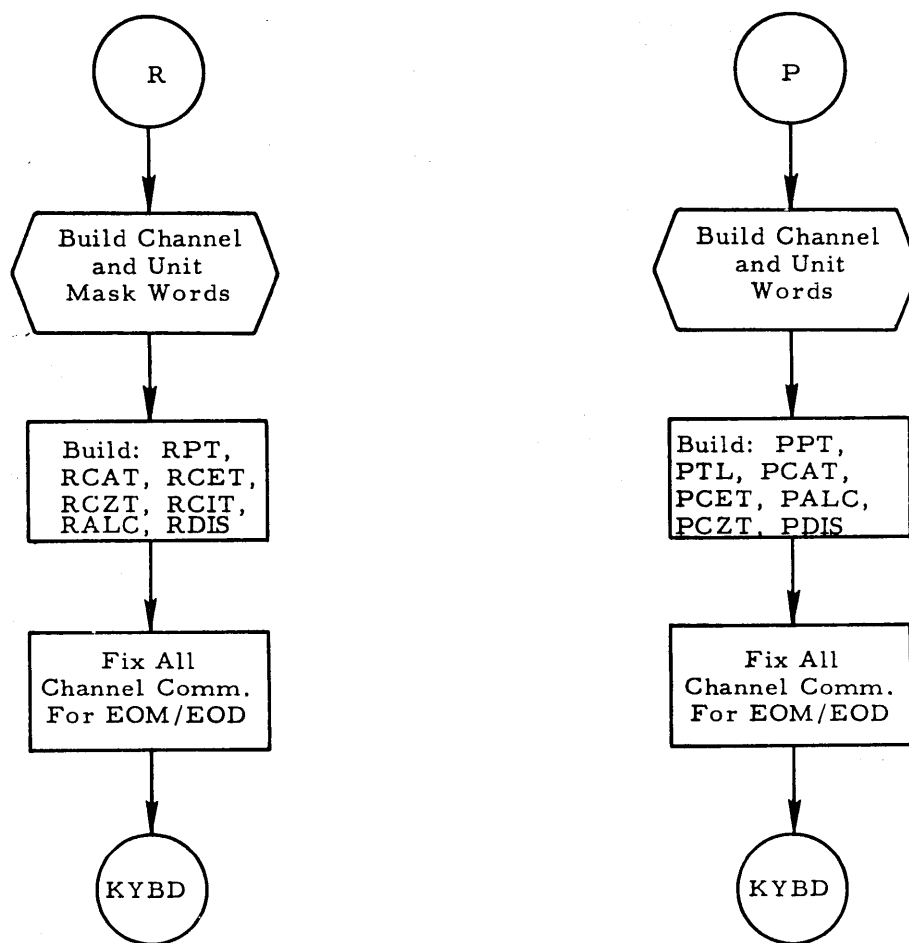 R
Build Channel
and Unit
Mask Words
Build: RPT,
RCAT, RCET,
RCZT, RCIT,
RALC, RDIS
Fix All
Channel Comm.
For EOM/EOD
KYBD
P
Build Channel
and Unit
Words
Build: PPT,
PTL, PCAT,
PCET, PALC,
PCZT, PDIS
Fix All
Channel Comm.
For EOM/EOD
KYBD